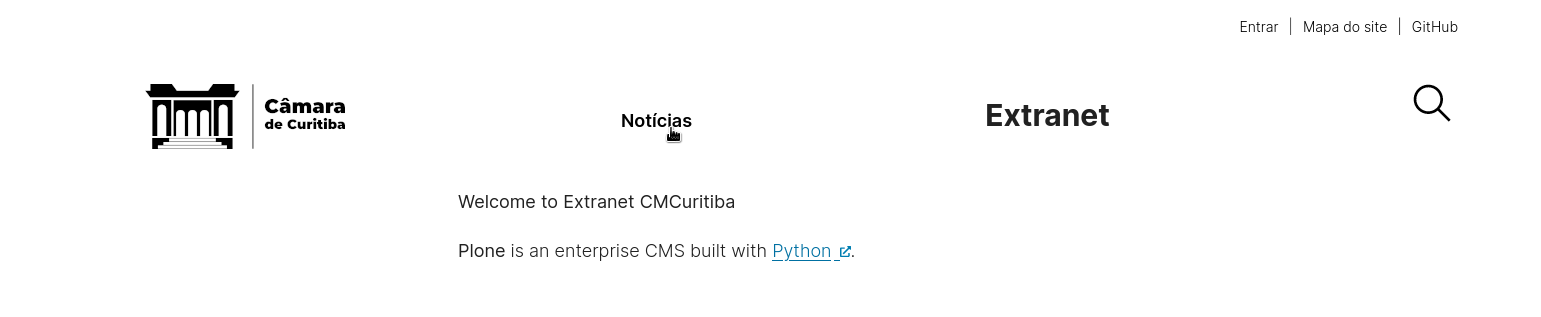 Entrar | Mapa do site | GitHub
Câmara
de Curitiba
Notícias
Extranet
Welcome to Extranet CMCuritiba
Plone is an enterprise CMS built with Python.